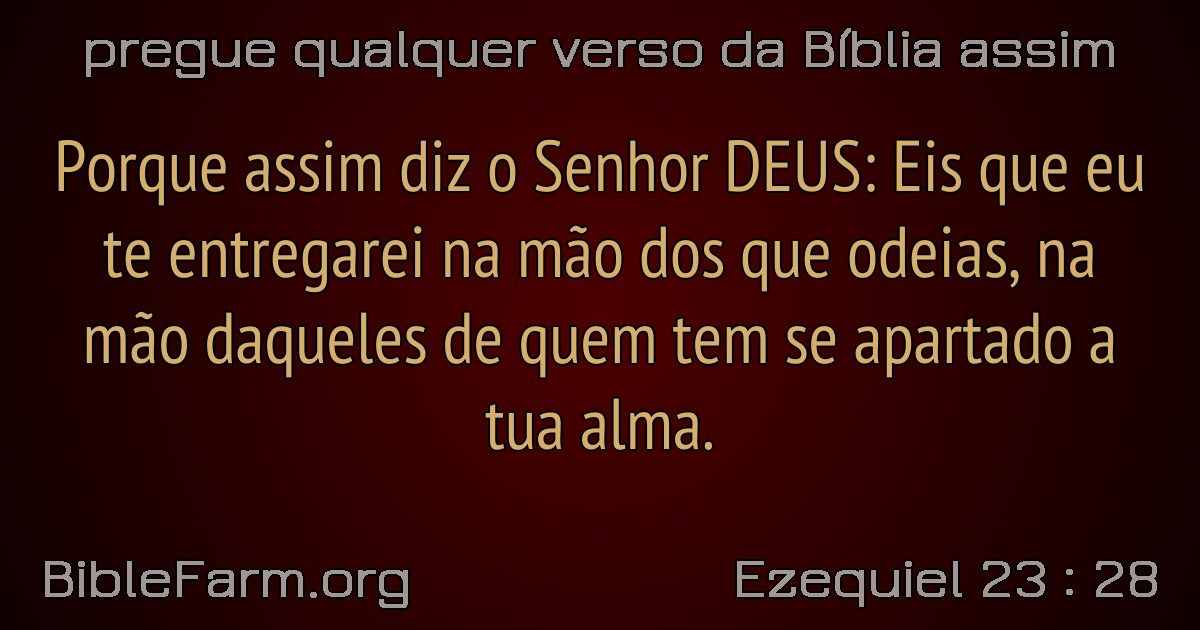 pregue qualquer verso da Bíblia assim
Porque assim diz o Senhor DEUS: Eis que eu
te entregarei na mão dos que odeias, na
mão daqueles de quem tem se apartado a
tua alma.
BibleFarm.org
Ezequiel 23 : 28